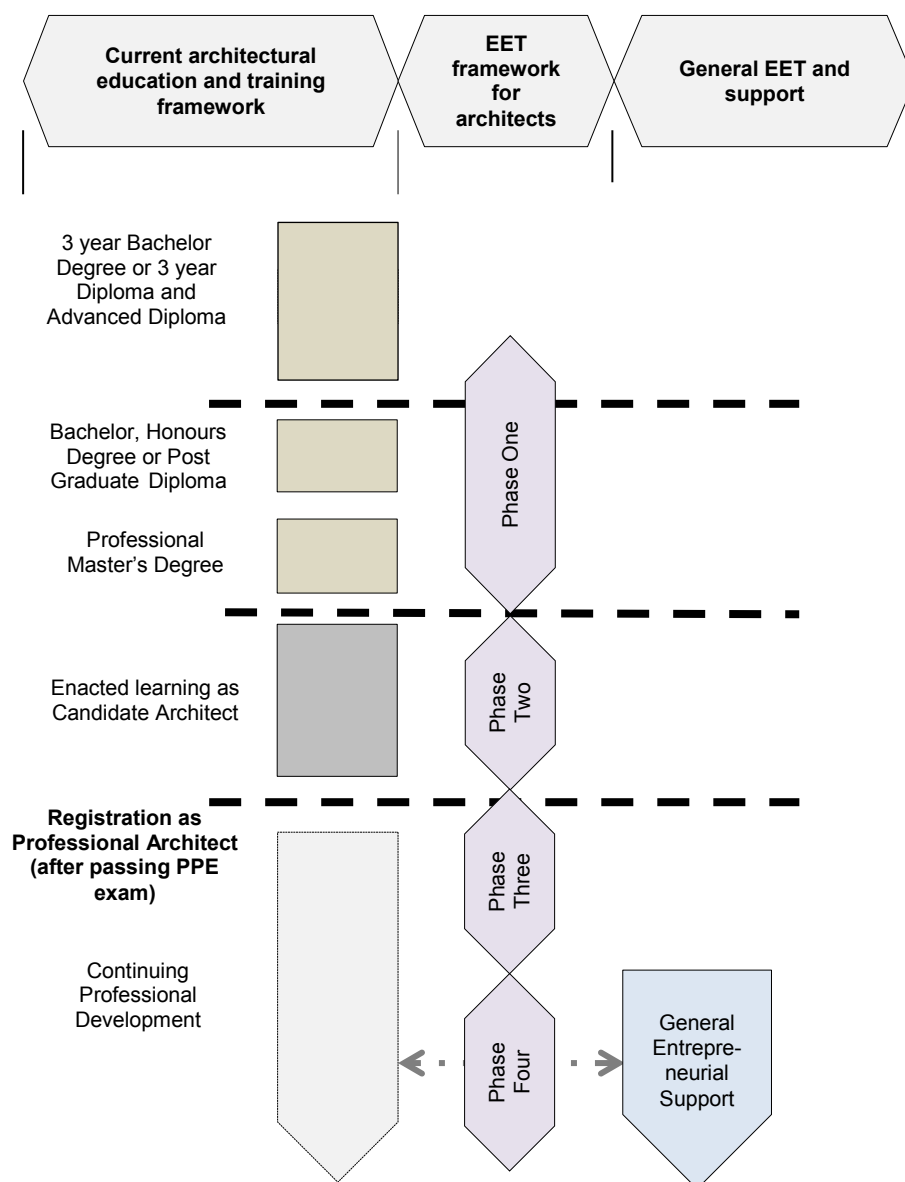 Current architectural
education and training
framework
EET
framework
for
architects
General EET and
support
3 year Bachelor
Degree or 3 year
Diploma and
Advanced Diploma
Phase One
Bachelor, Honours
Degree or Post
Graduate Diploma
Professional
Master’s Degree
Enacted learning as
Candidate Architect
Phase
Two
Registration as
Professional Architect
(after passing PPE
exam)
Phase
Three
Continuing
Professional
Development
Phase
Four
General
Entrepre-
neurial
Support